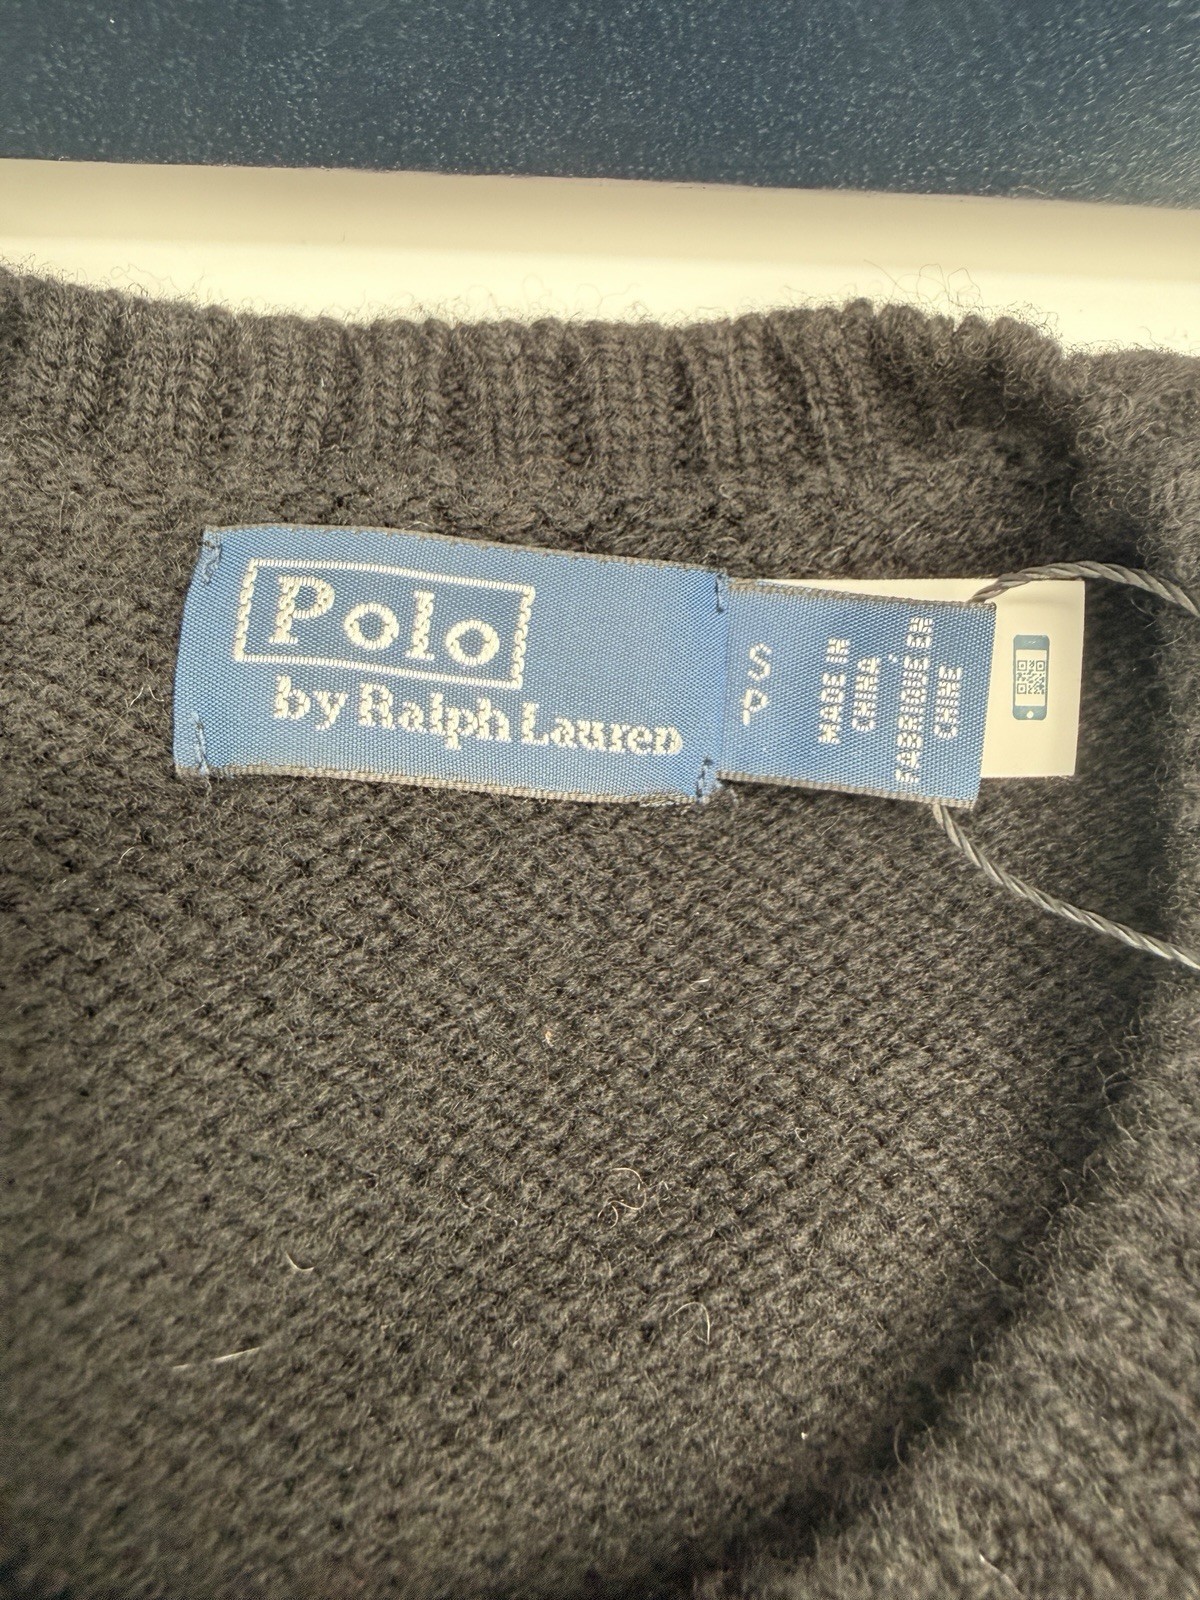 Polo
by Ralph Lauren
S
P
MADE IN
CHINA
FABRIQUÉ EN
CHINE